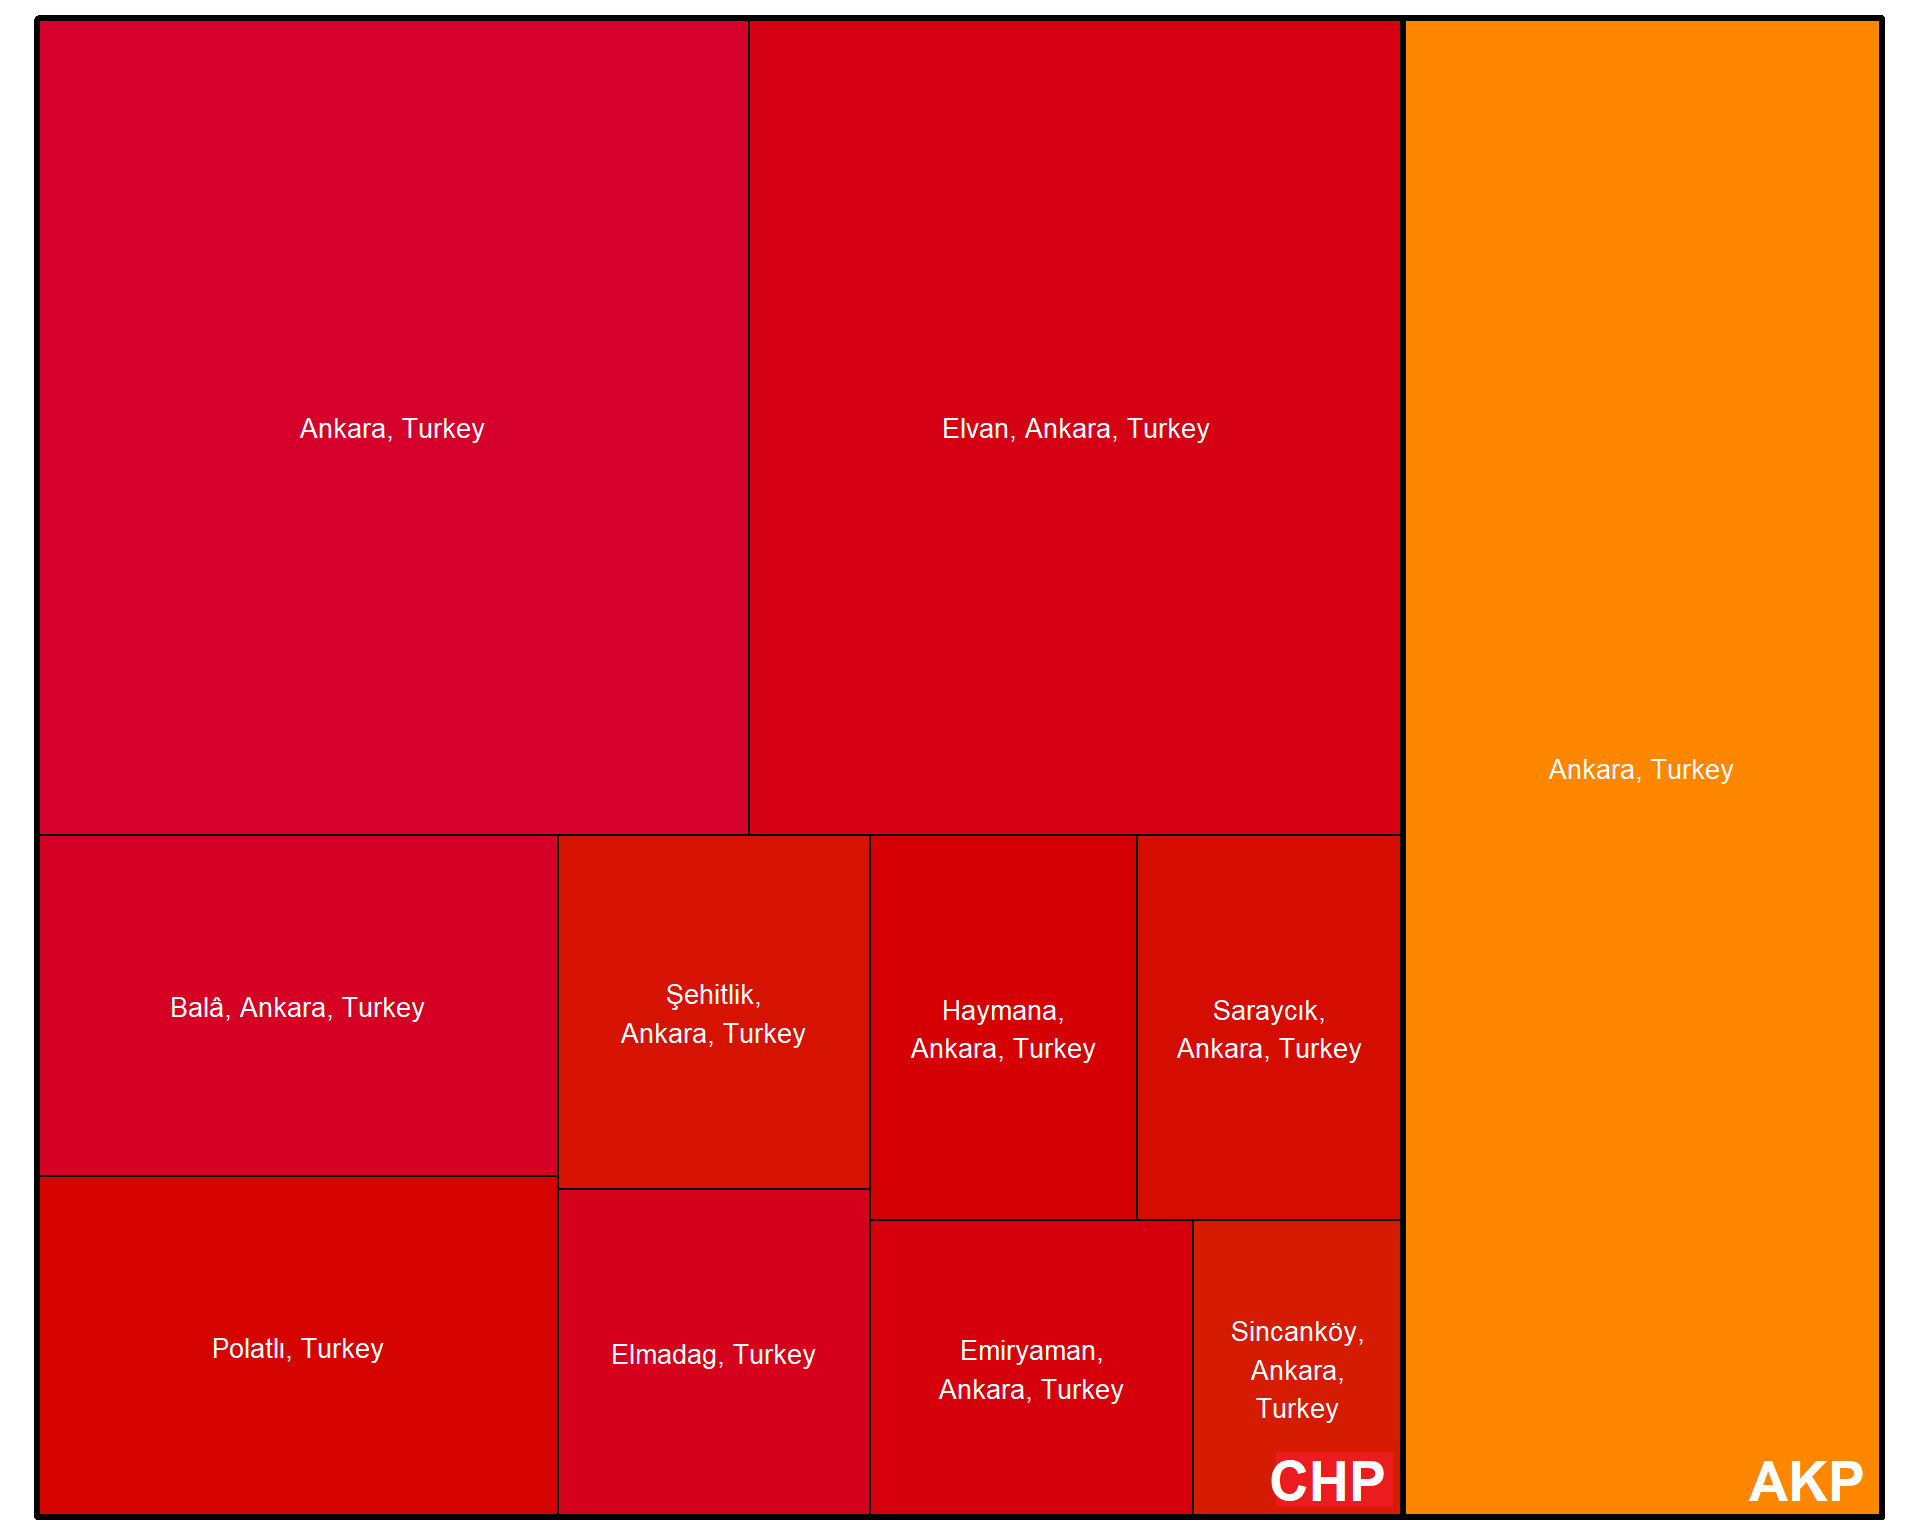 Ankara, Turkey
Elvan, Ankara, Turkey
Ankara, Turkey
Balâ, Ankara, Turkey
Şehitlik,
Ankara, Turkey
Haymana,
Ankara, Turkey
Saraycık,
Ankara, Turkey
Polatlı, Turkey
Elmadag, Turkey
Emiryaman,
Ankara, Turkey
Sincanköy,
Ankara,
Turkey
CHP
AKP